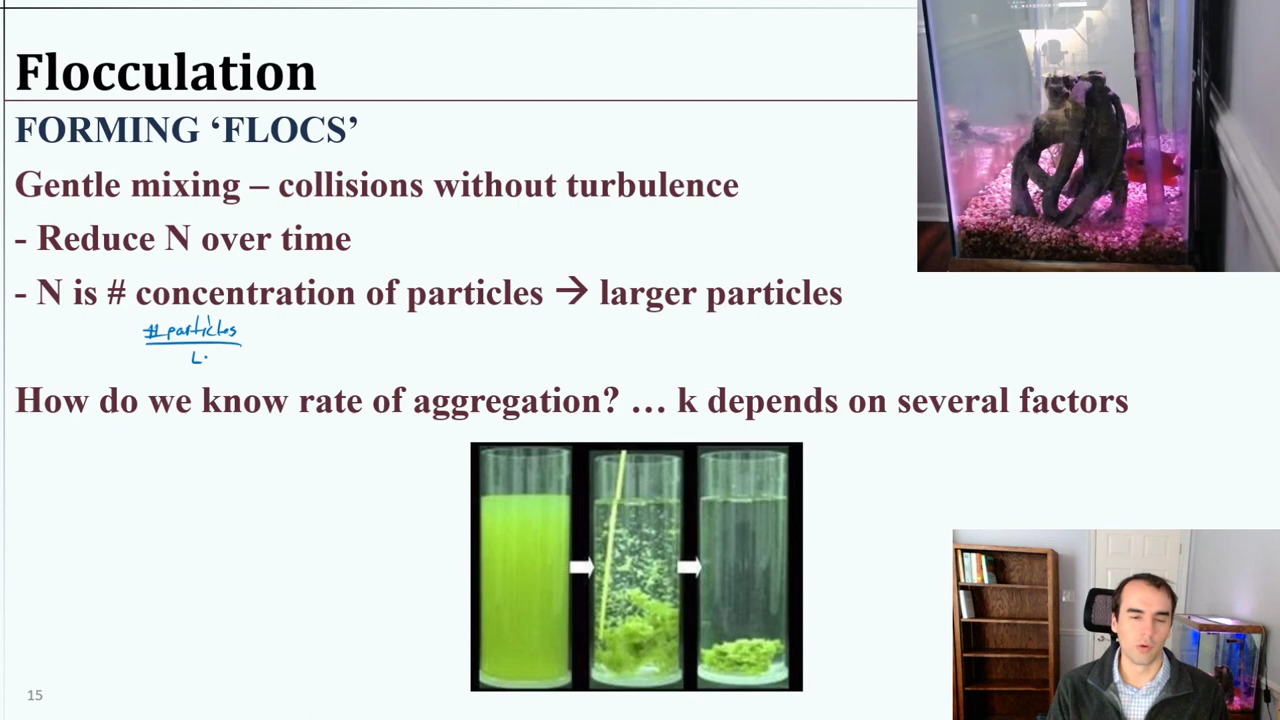 Flocculation
FORMING ‘FLOCS’
Gentle mixing – collisions without turbulence
- Reduce N over time
- N is # concentration of particles → larger particles
# particles
L
How do we know rate of aggregation? … k depends on several factors
15